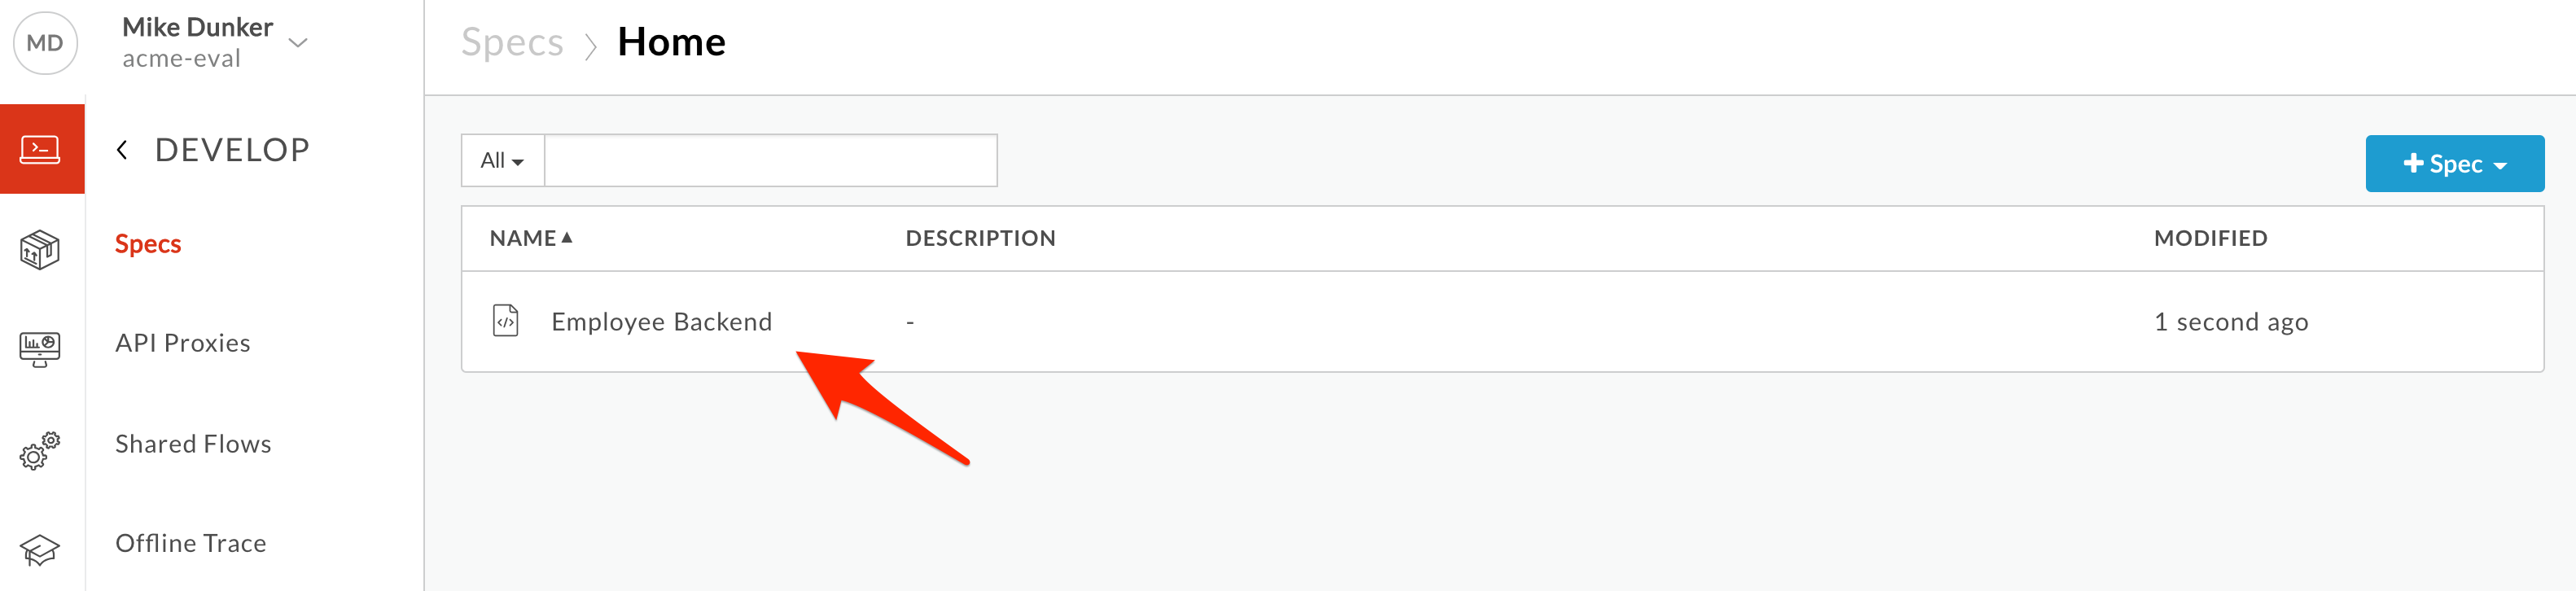 MD
Mike Dunker
acme-eval
DEVELOP
Specs
API Proxies
Shared Flows
Offline Trace
Specs > Home
All
+ Spec
NAME DESCRIPTION MODIFIED
Employee Backend - 1 second ago